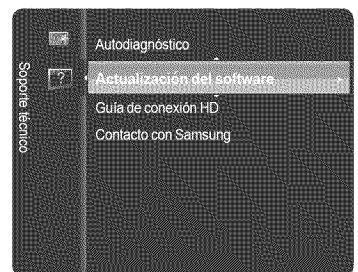 Soporte técnico
Autodiagnóstico
Actualización del software
Guía de conexión HD
Contacto con Samsung